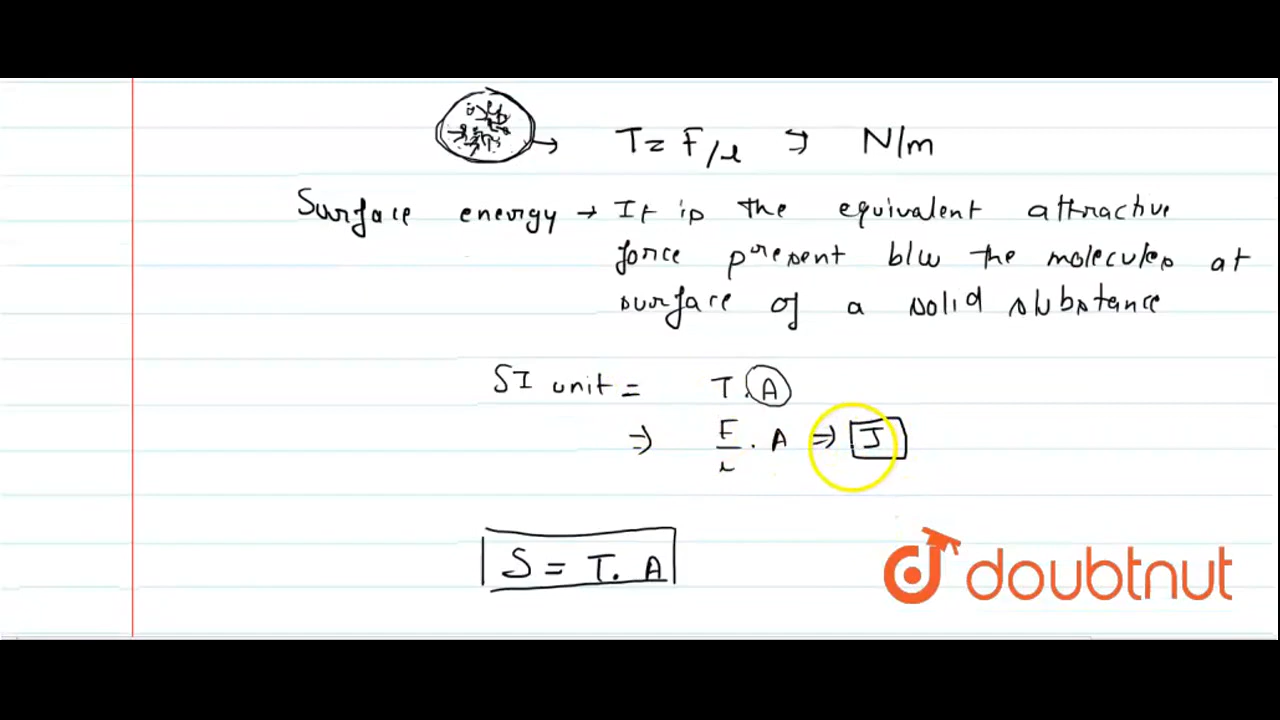 T = F/l → N/m
Surface energy → It is the equivalent attractive
force present b/w the molecules at
surface of a solid substance
SI unit = T.A
⇒ F/l . A ⇒ J
S = T. A
doubtnut